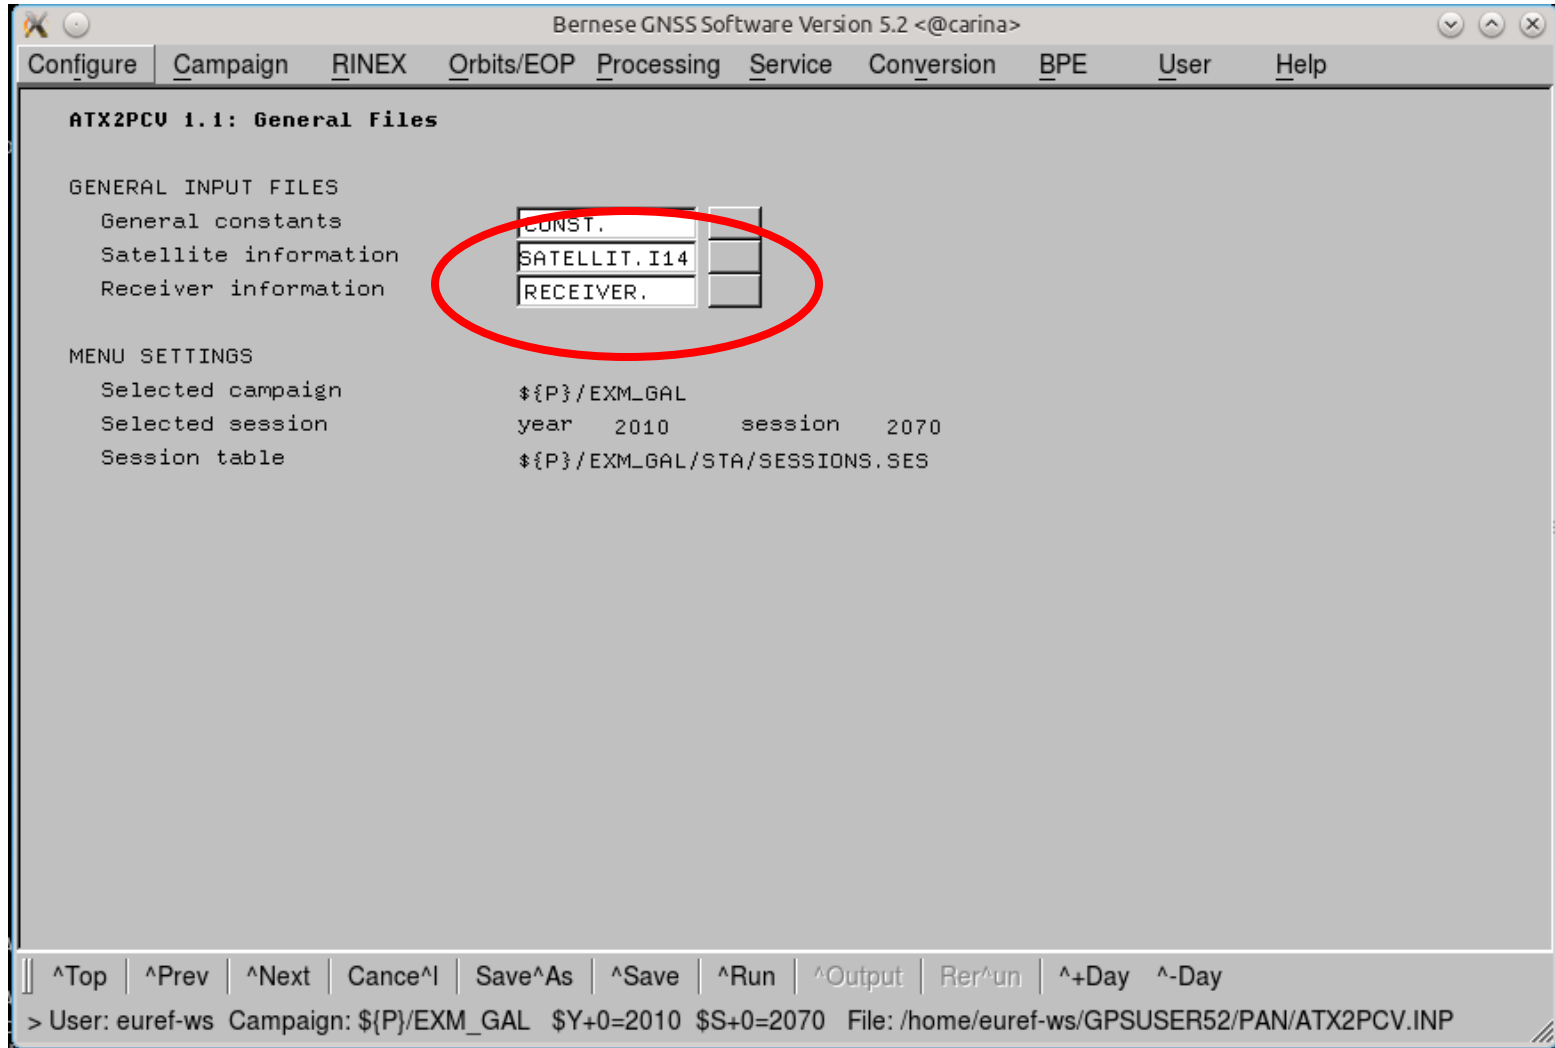 Bernese GNSS Software Version 5.2 <@carina>
Configure Campaign RINEX Orbits/EOP Processing Service Conversion BPE User Help
ATX2PCV 1.1: General Files
GENERAL INPUT FILES
General constants CONST.
Satellite information SATELLIT.I14
Receiver information RECEIVER.
MENU SETTINGS
Selected campaign ${P}/EXM_GAL
Selected session year 2010 session 2070
Session table ${P}/EXM_GAL/STA/SESSIONS.SES
^Top ^Prev ^Next Cance^l Save^As ^Save ^Run ^Output Rer^un ^+Day ^-Day
> User: euref-ws Campaign: ${P}/EXM_GAL $Y+0=2010 $S+0=2070 File: /home/euref-ws/GPSUSER52/PAN/ATX2PCV.INP